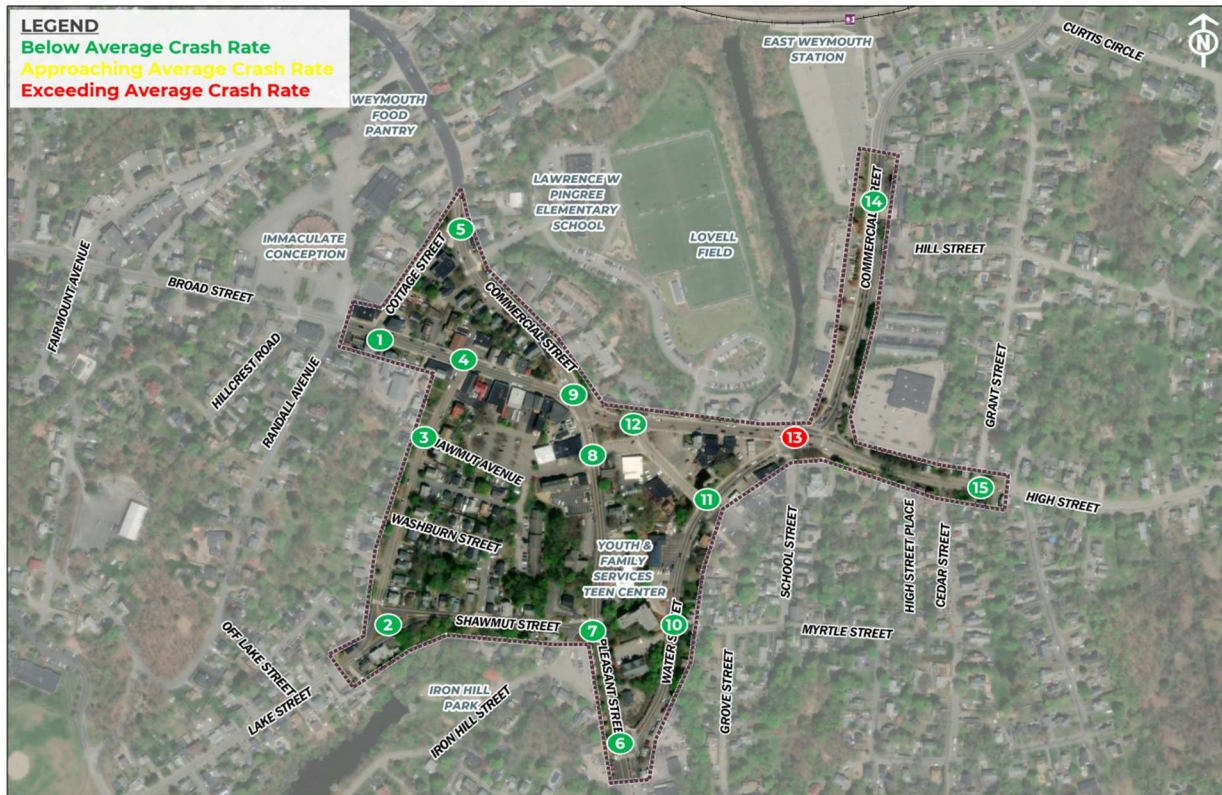 LEGEND
Below Average Crash Rate
Approaching Average Crash Rate
Exceeding Average Crash Rate
N
EAST WEYMOUTH
STATION
CURTIS CIRCLE
WEYMOUTH
FOOD
PANTRY
LAWRENCE W
PINGREE
ELEMENTARY
SCHOOL
COMMERCIAL STREET
14
5
IMMACULATE
CONCEPTION
COTTAGE STREET
LOVELL
FIELD
HILL STREET
FAIRMOUNT AVENUE
BROAD STREET
COMMERCIAL STREET
1
4
HILLCREST ROAD
RANDALL AVENUE
9
GRANT STREET
12
3
13
8
15
11
HIGH STREET
WASHBURN STREET
YOUTH &
FAMILY
SERVICES
TEEN CENTER
SCHOOL STREET
HIGH STREET PLACE
CEDAR STREET
2
SHAWMUT STREET
7
10
WATER STREET
MYRTLE STREET
OFF LAKE STREET
LAKE STREET
PLEASANT STREET
GROVE STREET
IRON HILL
PARK
IRON HILL STREET
6